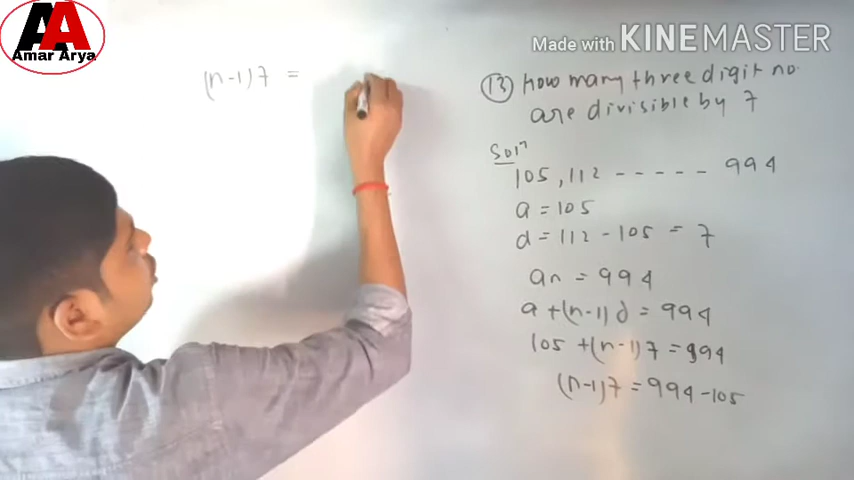 AA
Amar Arya
Made with KINEMASTER
(n-1)7 =
(13) how many three digit no.
are divisible by 7
Solⁿ
105, 112 ------ 994
a = 105
d = 112 - 105 = 7
an = 994
a + (n-1)d = 994
105 + (n-1)7 = 994
(n-1)7 = 994 - 105